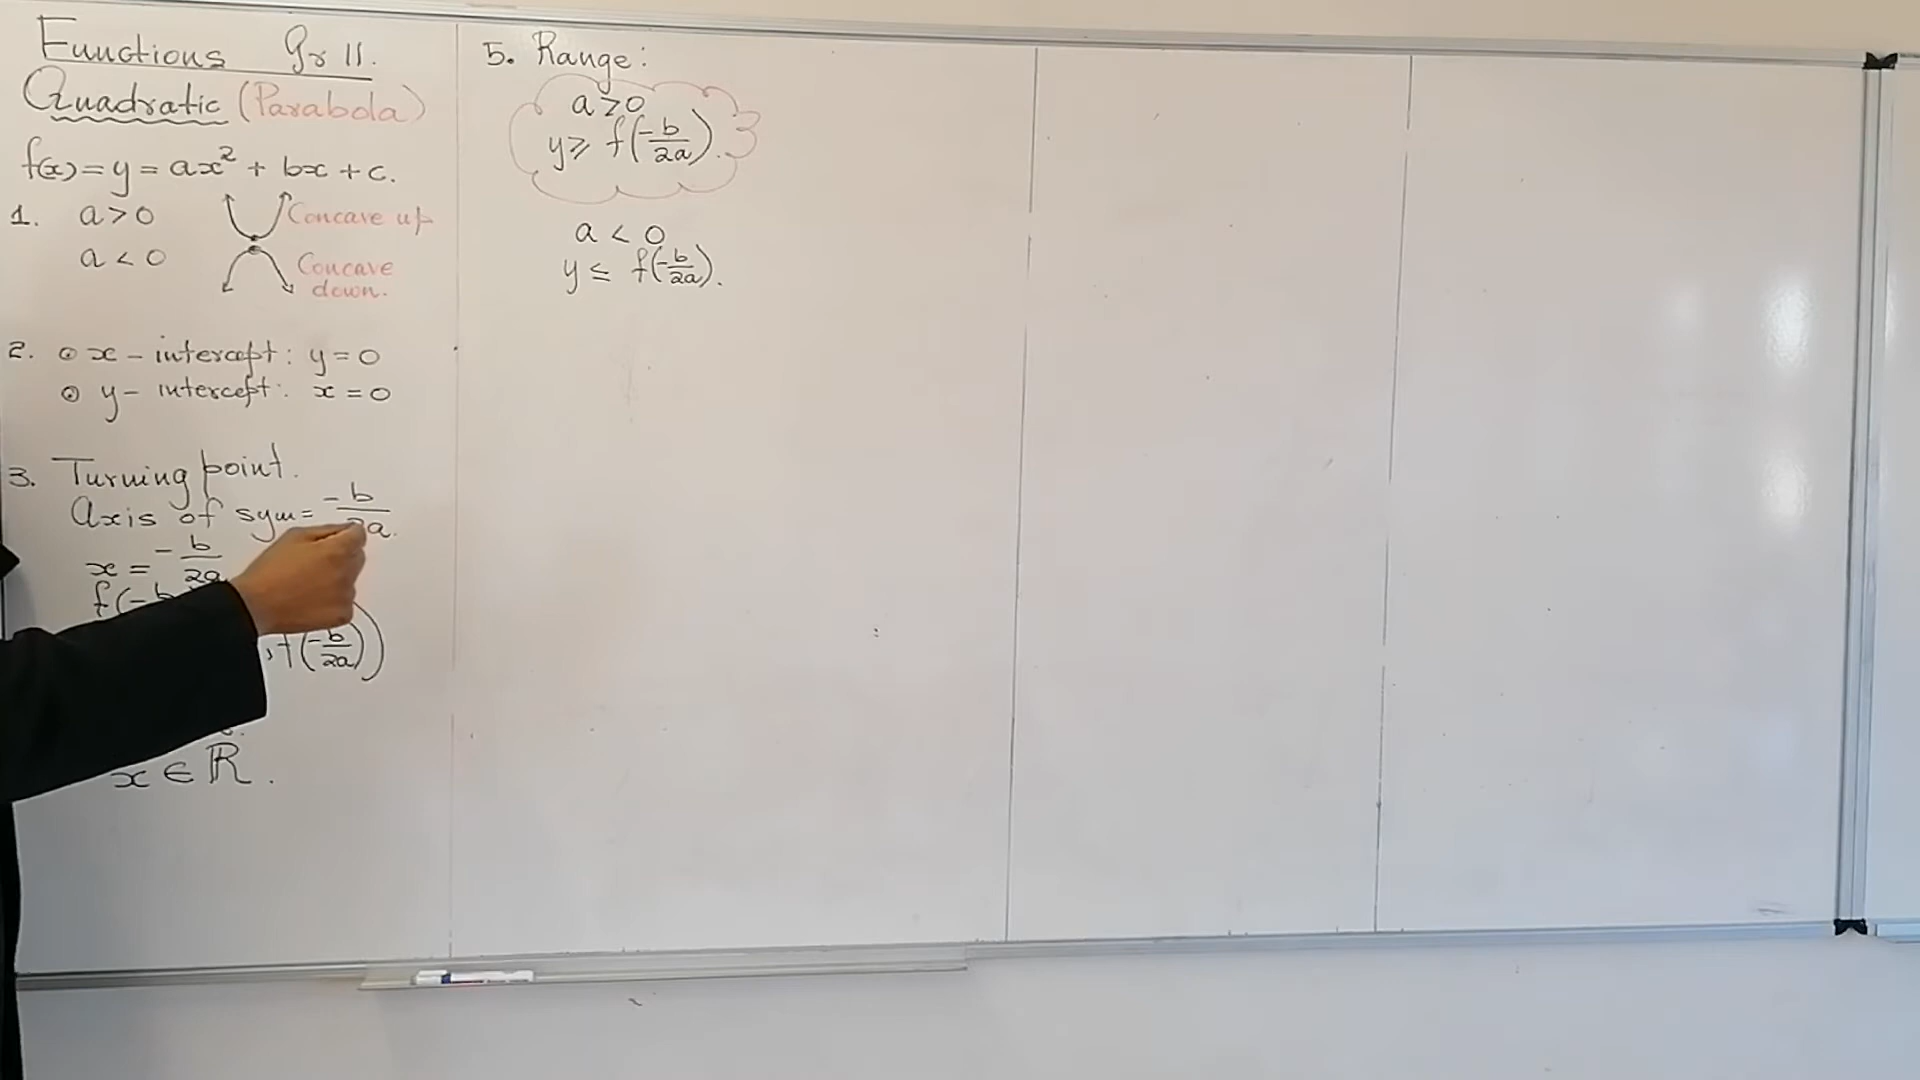 Functions Gr 11.
Quadratic (Parabola)
f(x) = y = ax² + bx + c.
1. a > 0 Concave up
a < 0 Concave down.
2. ⊙ x - intercept: y = 0
⊙ y - intercept: x = 0
3. Turning point.
Axis of sym = -b/2a.
x = -b/2a
f(-b
, f(-b/2a))
x ∈ ℝ.
5. Range:
a > 0
y ⩾ f(-b/2a).
a < 0
y ≤ f(-b/2a).